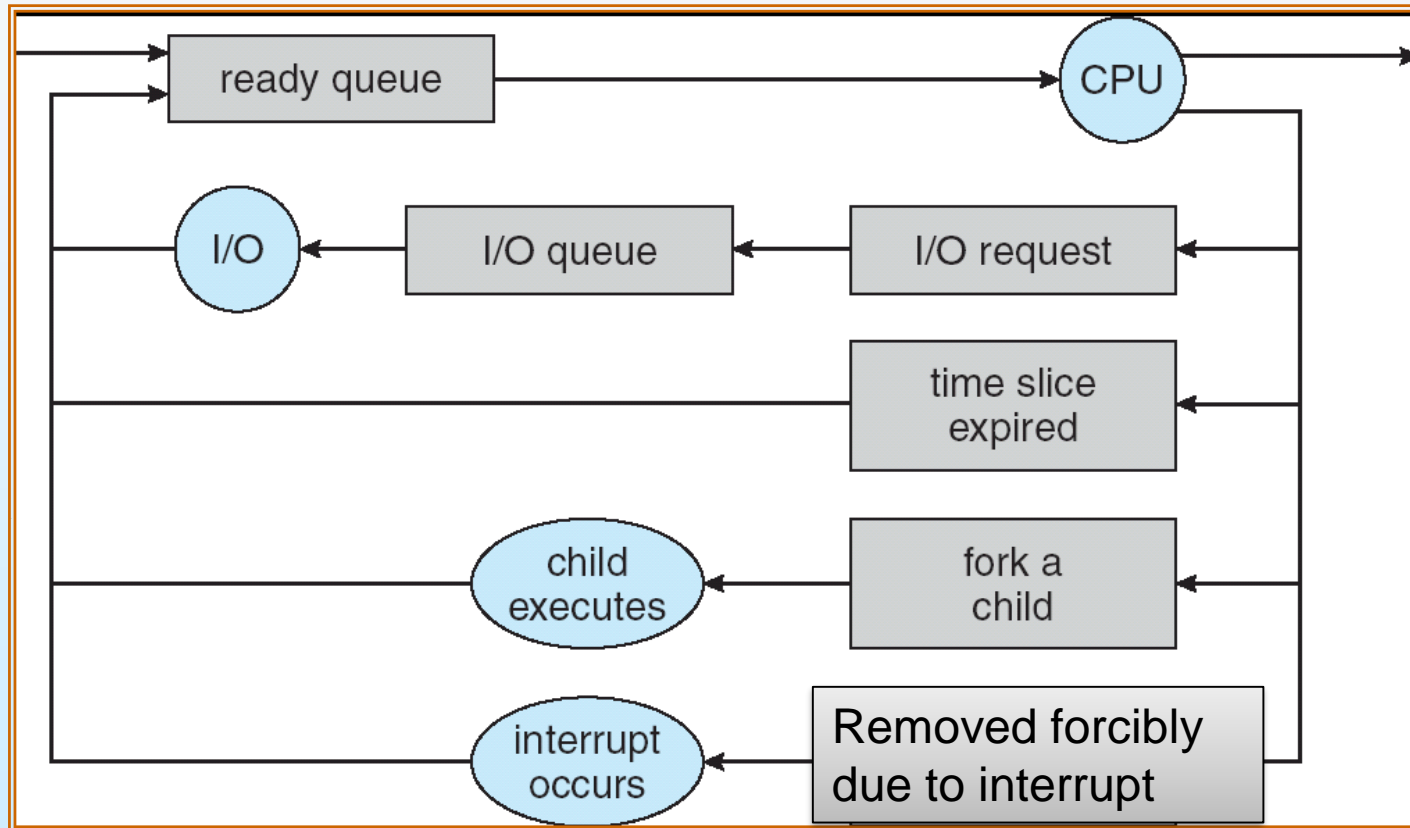 ready queue
CPU
I/O
I/O queue
I/O request
time slice
expired
child
executes
fork a
child
interrupt
occurs
Removed forcibly
due to interrupt